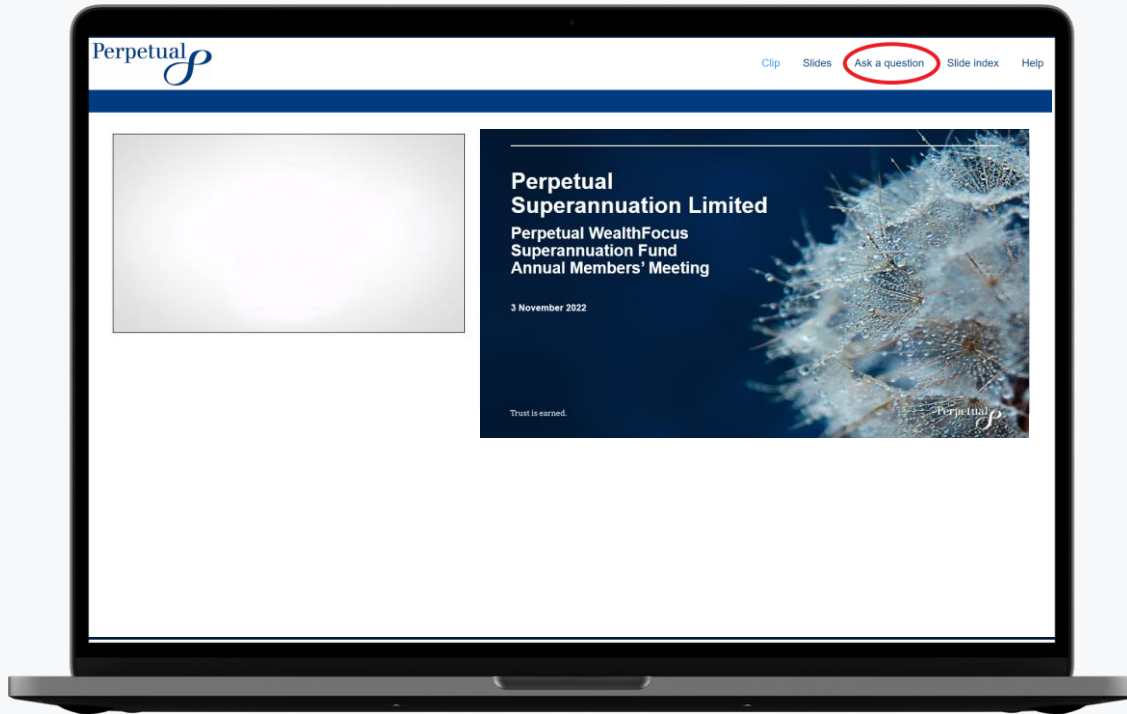 Perpetual
Clip Slides Ask a question Slide index Help
Perpetual
Superannuation Limited
Perpetual WealthFocus
Superannuation Fund
Annual Members’ Meeting
3 November 2022
Trust is earned.
Perpetual